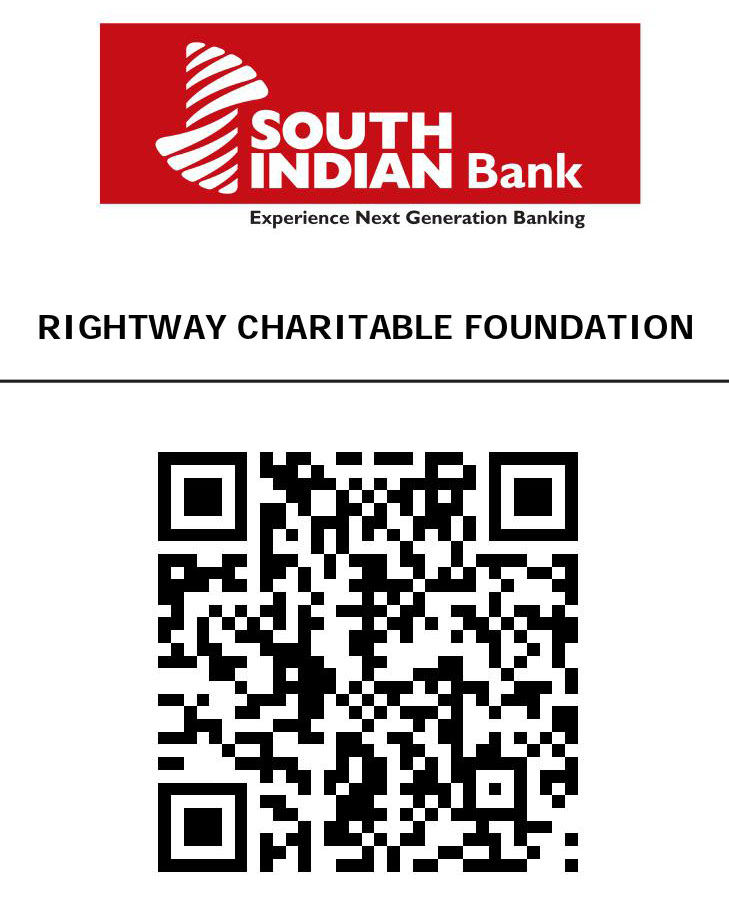 SOUTH
INDIAN Bank
Experience Next Generation Banking
RIGHTWAY CHARITABLE FOUNDATION